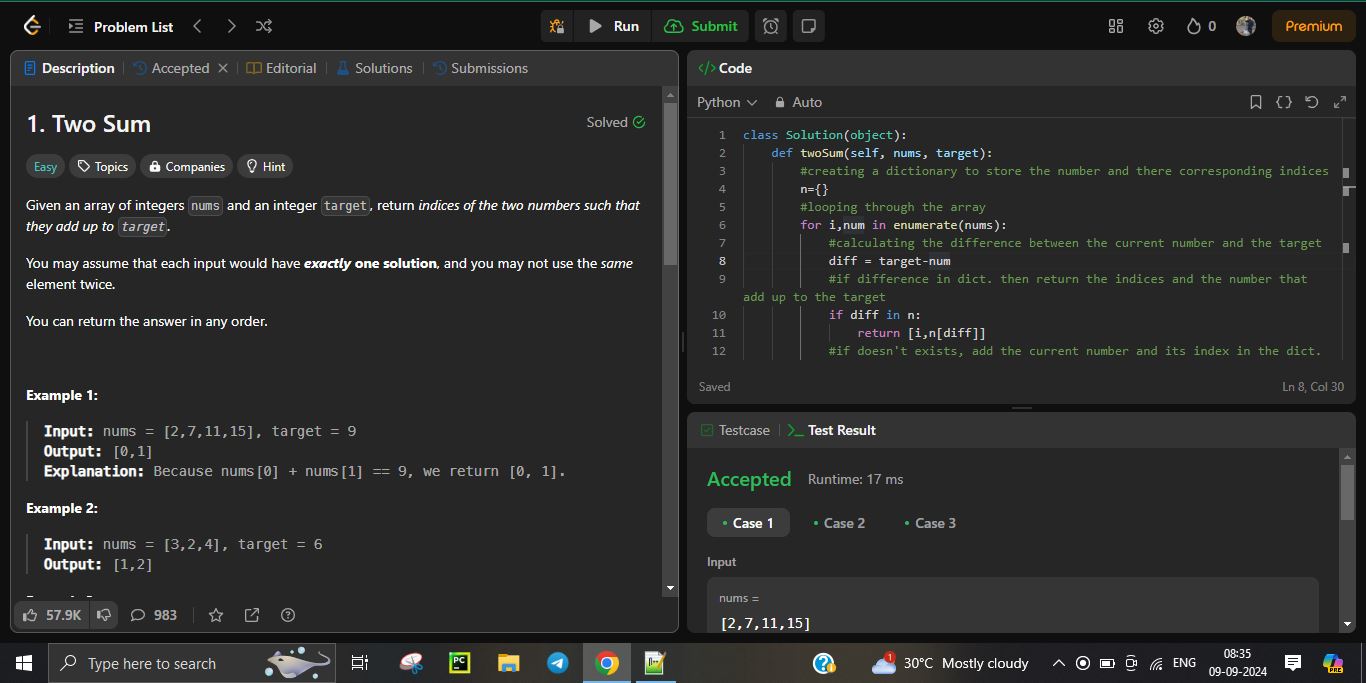 Problem List
Run
Submit
0
Premium
Description
Accepted
Editorial
Solutions
Submissions
1. Two Sum
Solved
Easy
Topics
Companies
Hint
Given an array of integers nums and an integer target, return indices of the two numbers such that
they add up to target.
You may assume that each input would have exactly one solution, and you may not use the same
element twice.
You can return the answer in any order.
Example 1:
Input: nums = [2,7,11,15], target = 9
Output: [0,1]
Explanation: Because nums[0] + nums[1] == 9, we return [0, 1].
Example 2:
Input: nums = [3,2,4], target = 6
Output: [1,2]
57.9K
983
</> Code
Python
Auto
1 class Solution(object):
2 def twoSum(self, nums, target):
3 #creating a dictionary to store the number and there corresponding indices
4 n={}
5 #looping through the array
6 for i,num in enumerate(nums):
7 #calculating the difference between the current number and the target
8 diff = target-num
9 #if difference in dict. then return the indices and the number that
add up to the target
10 if diff in n:
11 return [i,n[diff]]
12 #if doesn't exists, add the current number and its index in the dict.
Saved
Ln 8, Col 30
Testcase
>_ Test Result
Accepted
Runtime: 17 ms
Case 1
Case 2
Case 3
Input
nums =
[2,7,11,15]
Type here to search
PC
1
30°C Mostly cloudy
ENG
08:35
09-09-2024
PRE